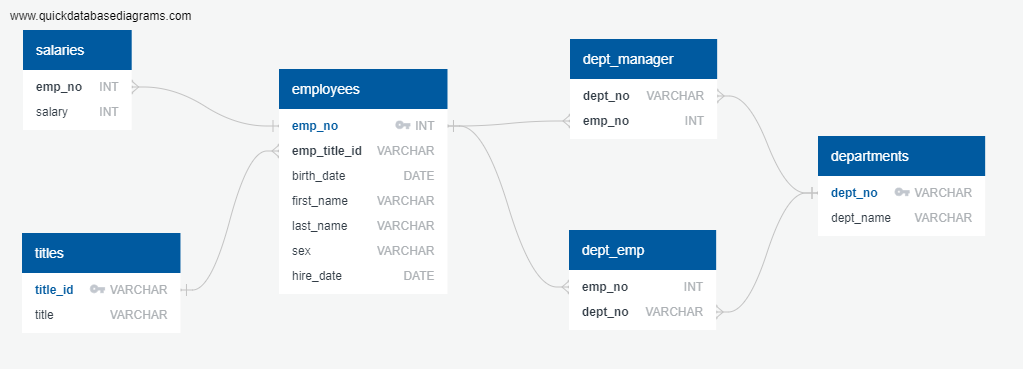 www.quickdatabasediagrams.com
salaries
emp_no INT
salary INT
titles
title_id VARCHAR
title VARCHAR
employees
emp_no INT
emp_title_id VARCHAR
birth_date DATE
first_name VARCHAR
last_name VARCHAR
sex VARCHAR
hire_date DATE
dept_manager
dept_no VARCHAR
emp_no INT
dept_emp
emp_no INT
dept_no VARCHAR
departments
dept_no VARCHAR
dept_name VARCHAR